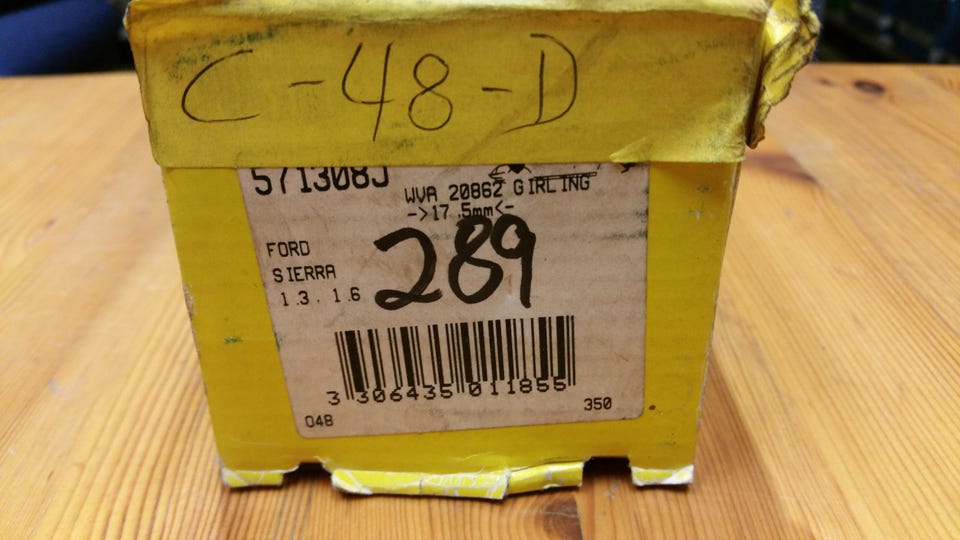 C-48-D
571308J
WVA 20862 GIRLING
->17.5mm<-
FORD
SIERRA
1.3. 1.6
289
3 306435 011855
048
350